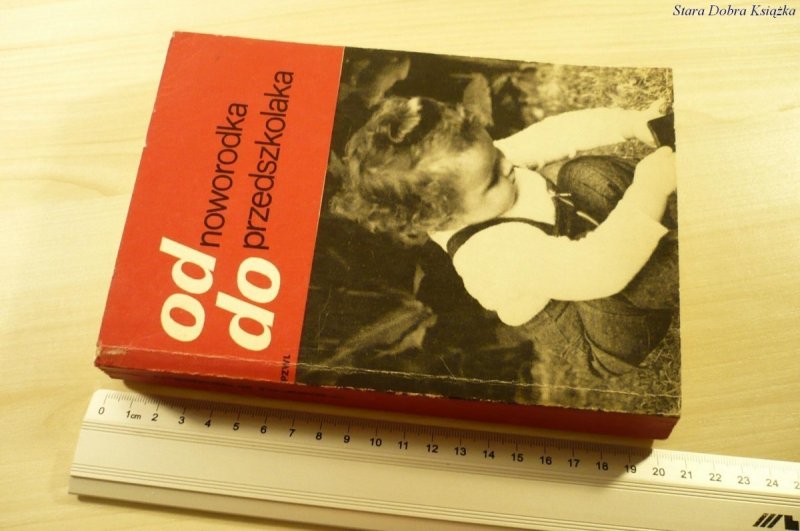 Stara Dobra Książka
od noworodka
do przedszkolaka
PZWL
0 1cm 2 3 4 5 6 7 8 9 10 11 12 13 14 15 16 17 18 19 20 21 22 23 24